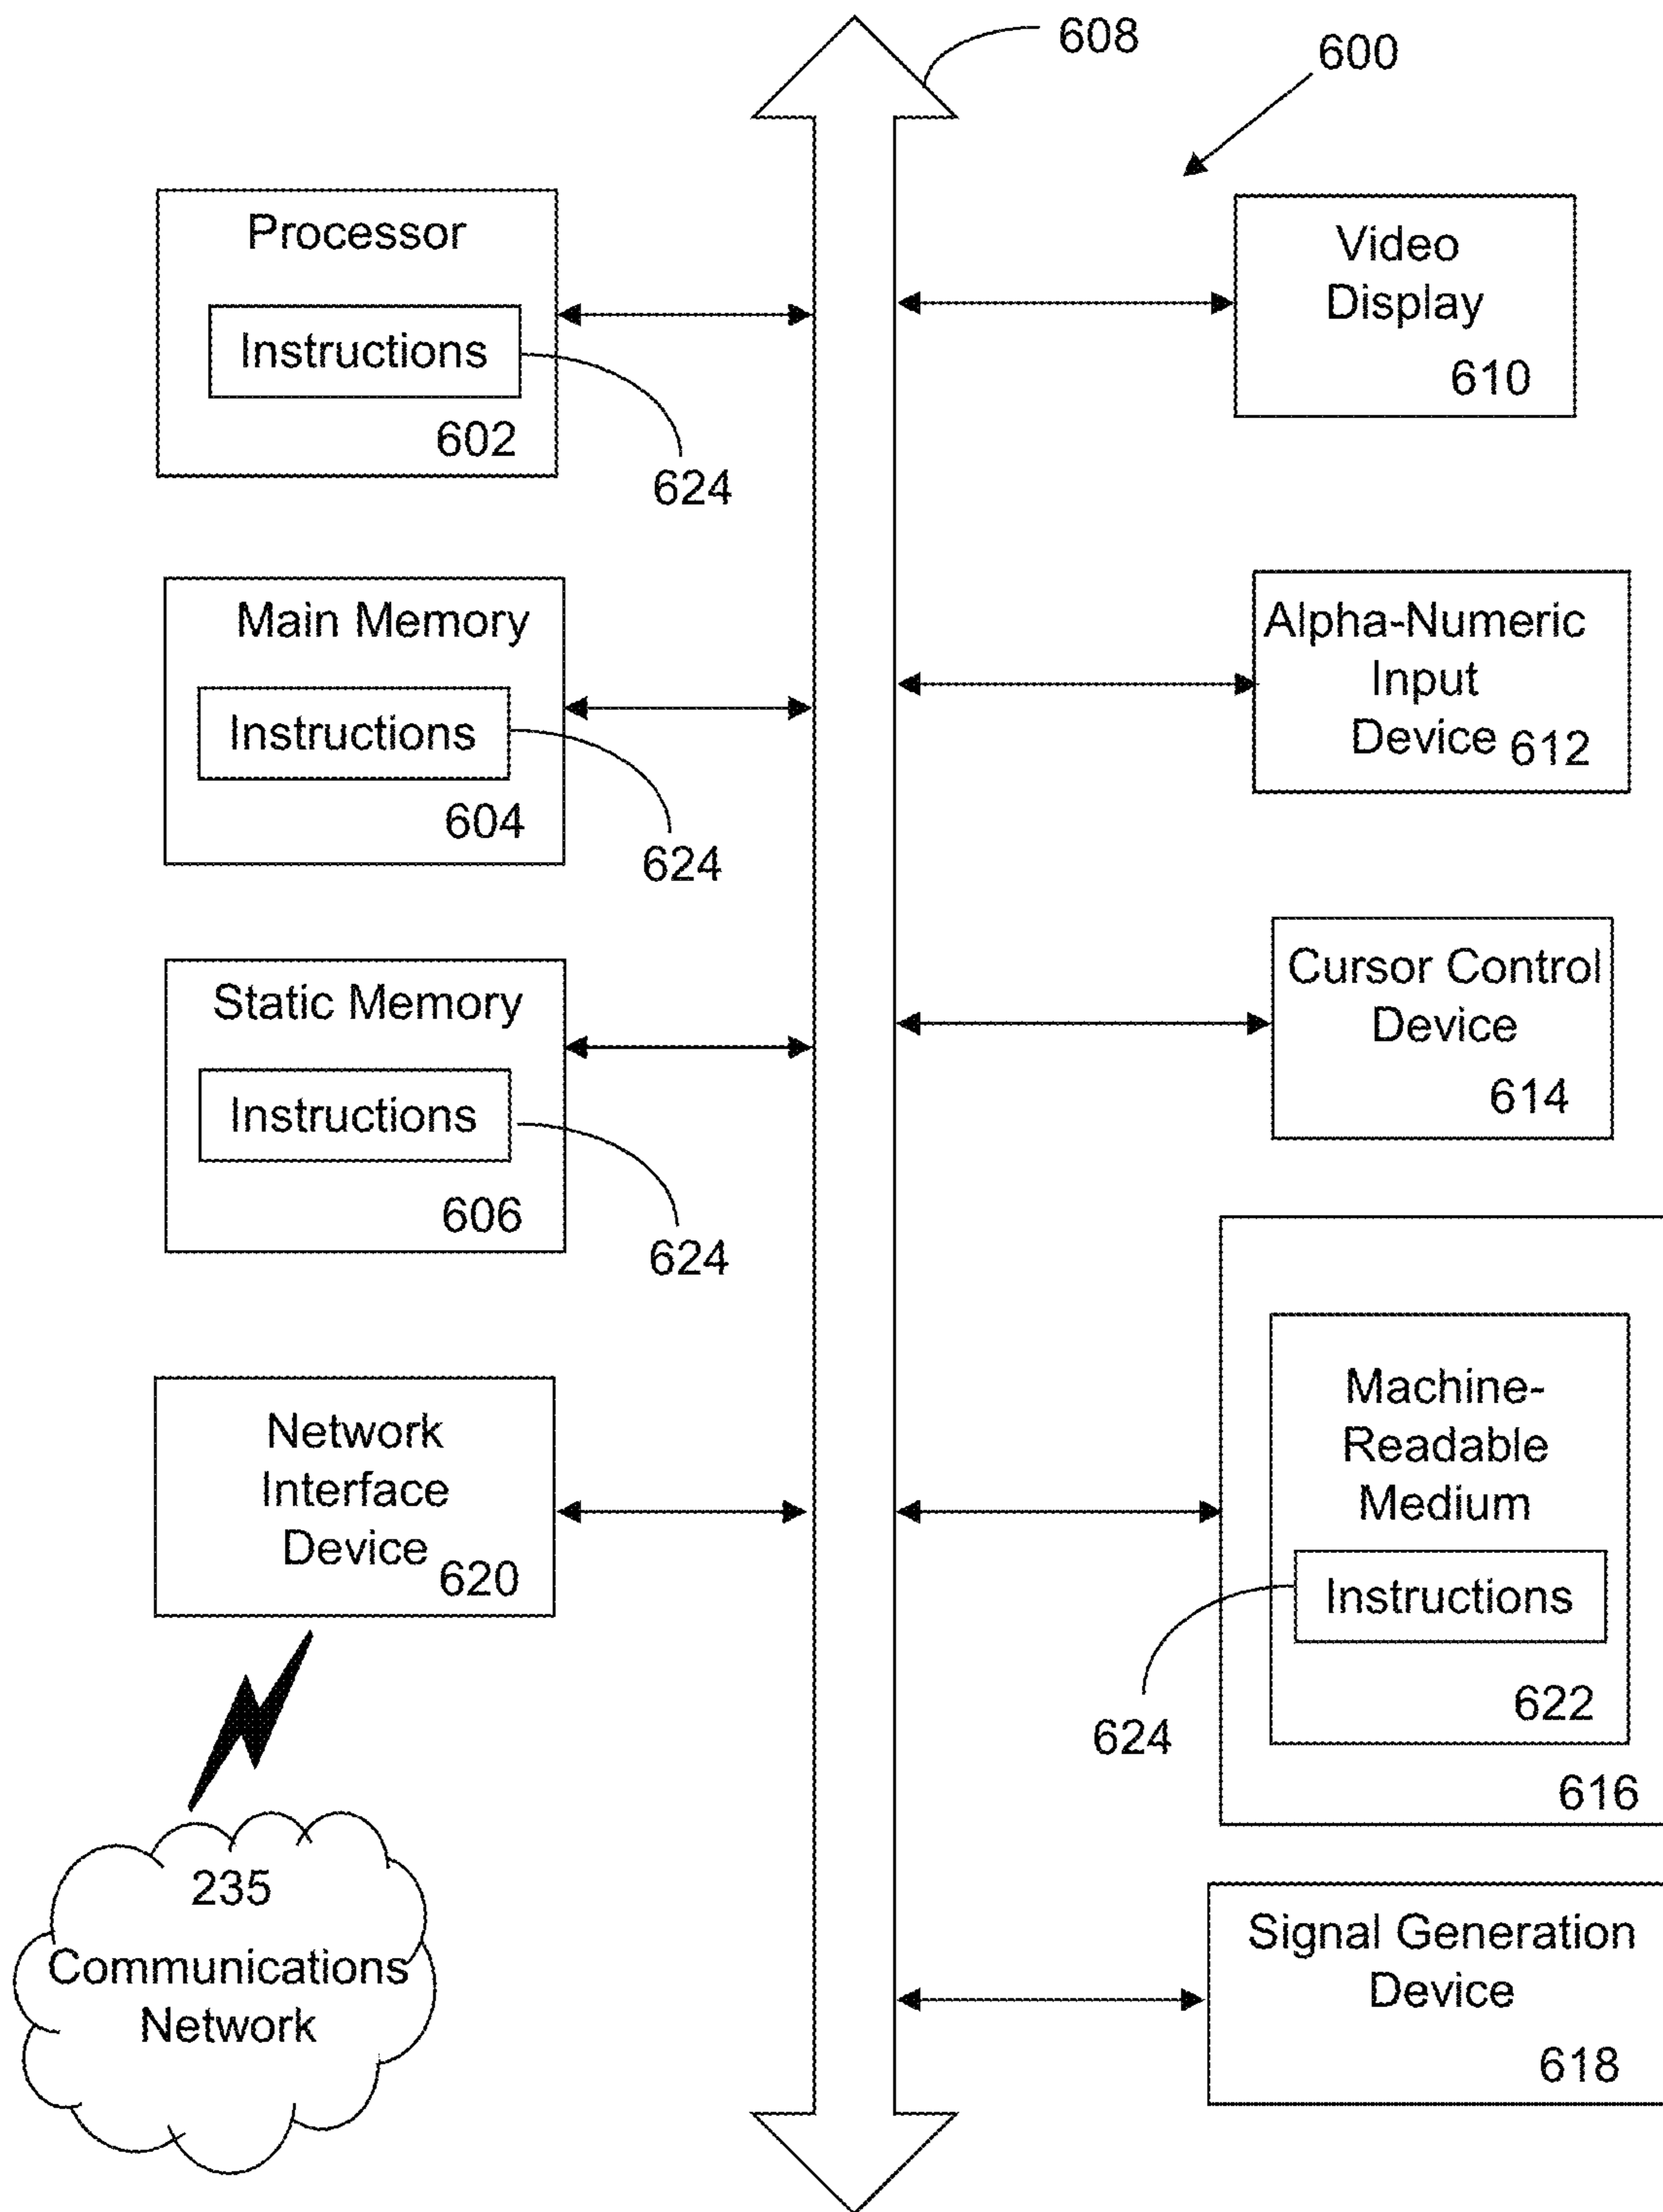 608
600
Processor
Instructions
602
624
Video
Display
610
Main Memory
Instructions
604
624
Alpha-Numeric
Input
Device 612
Static Memory
Instructions
606
624
Cursor Control
Device
614
Network
Interface
Device
620
Machine-
Readable
Medium
Instructions
622
624
616
235
Communications
Network
Signal Generation
Device
618